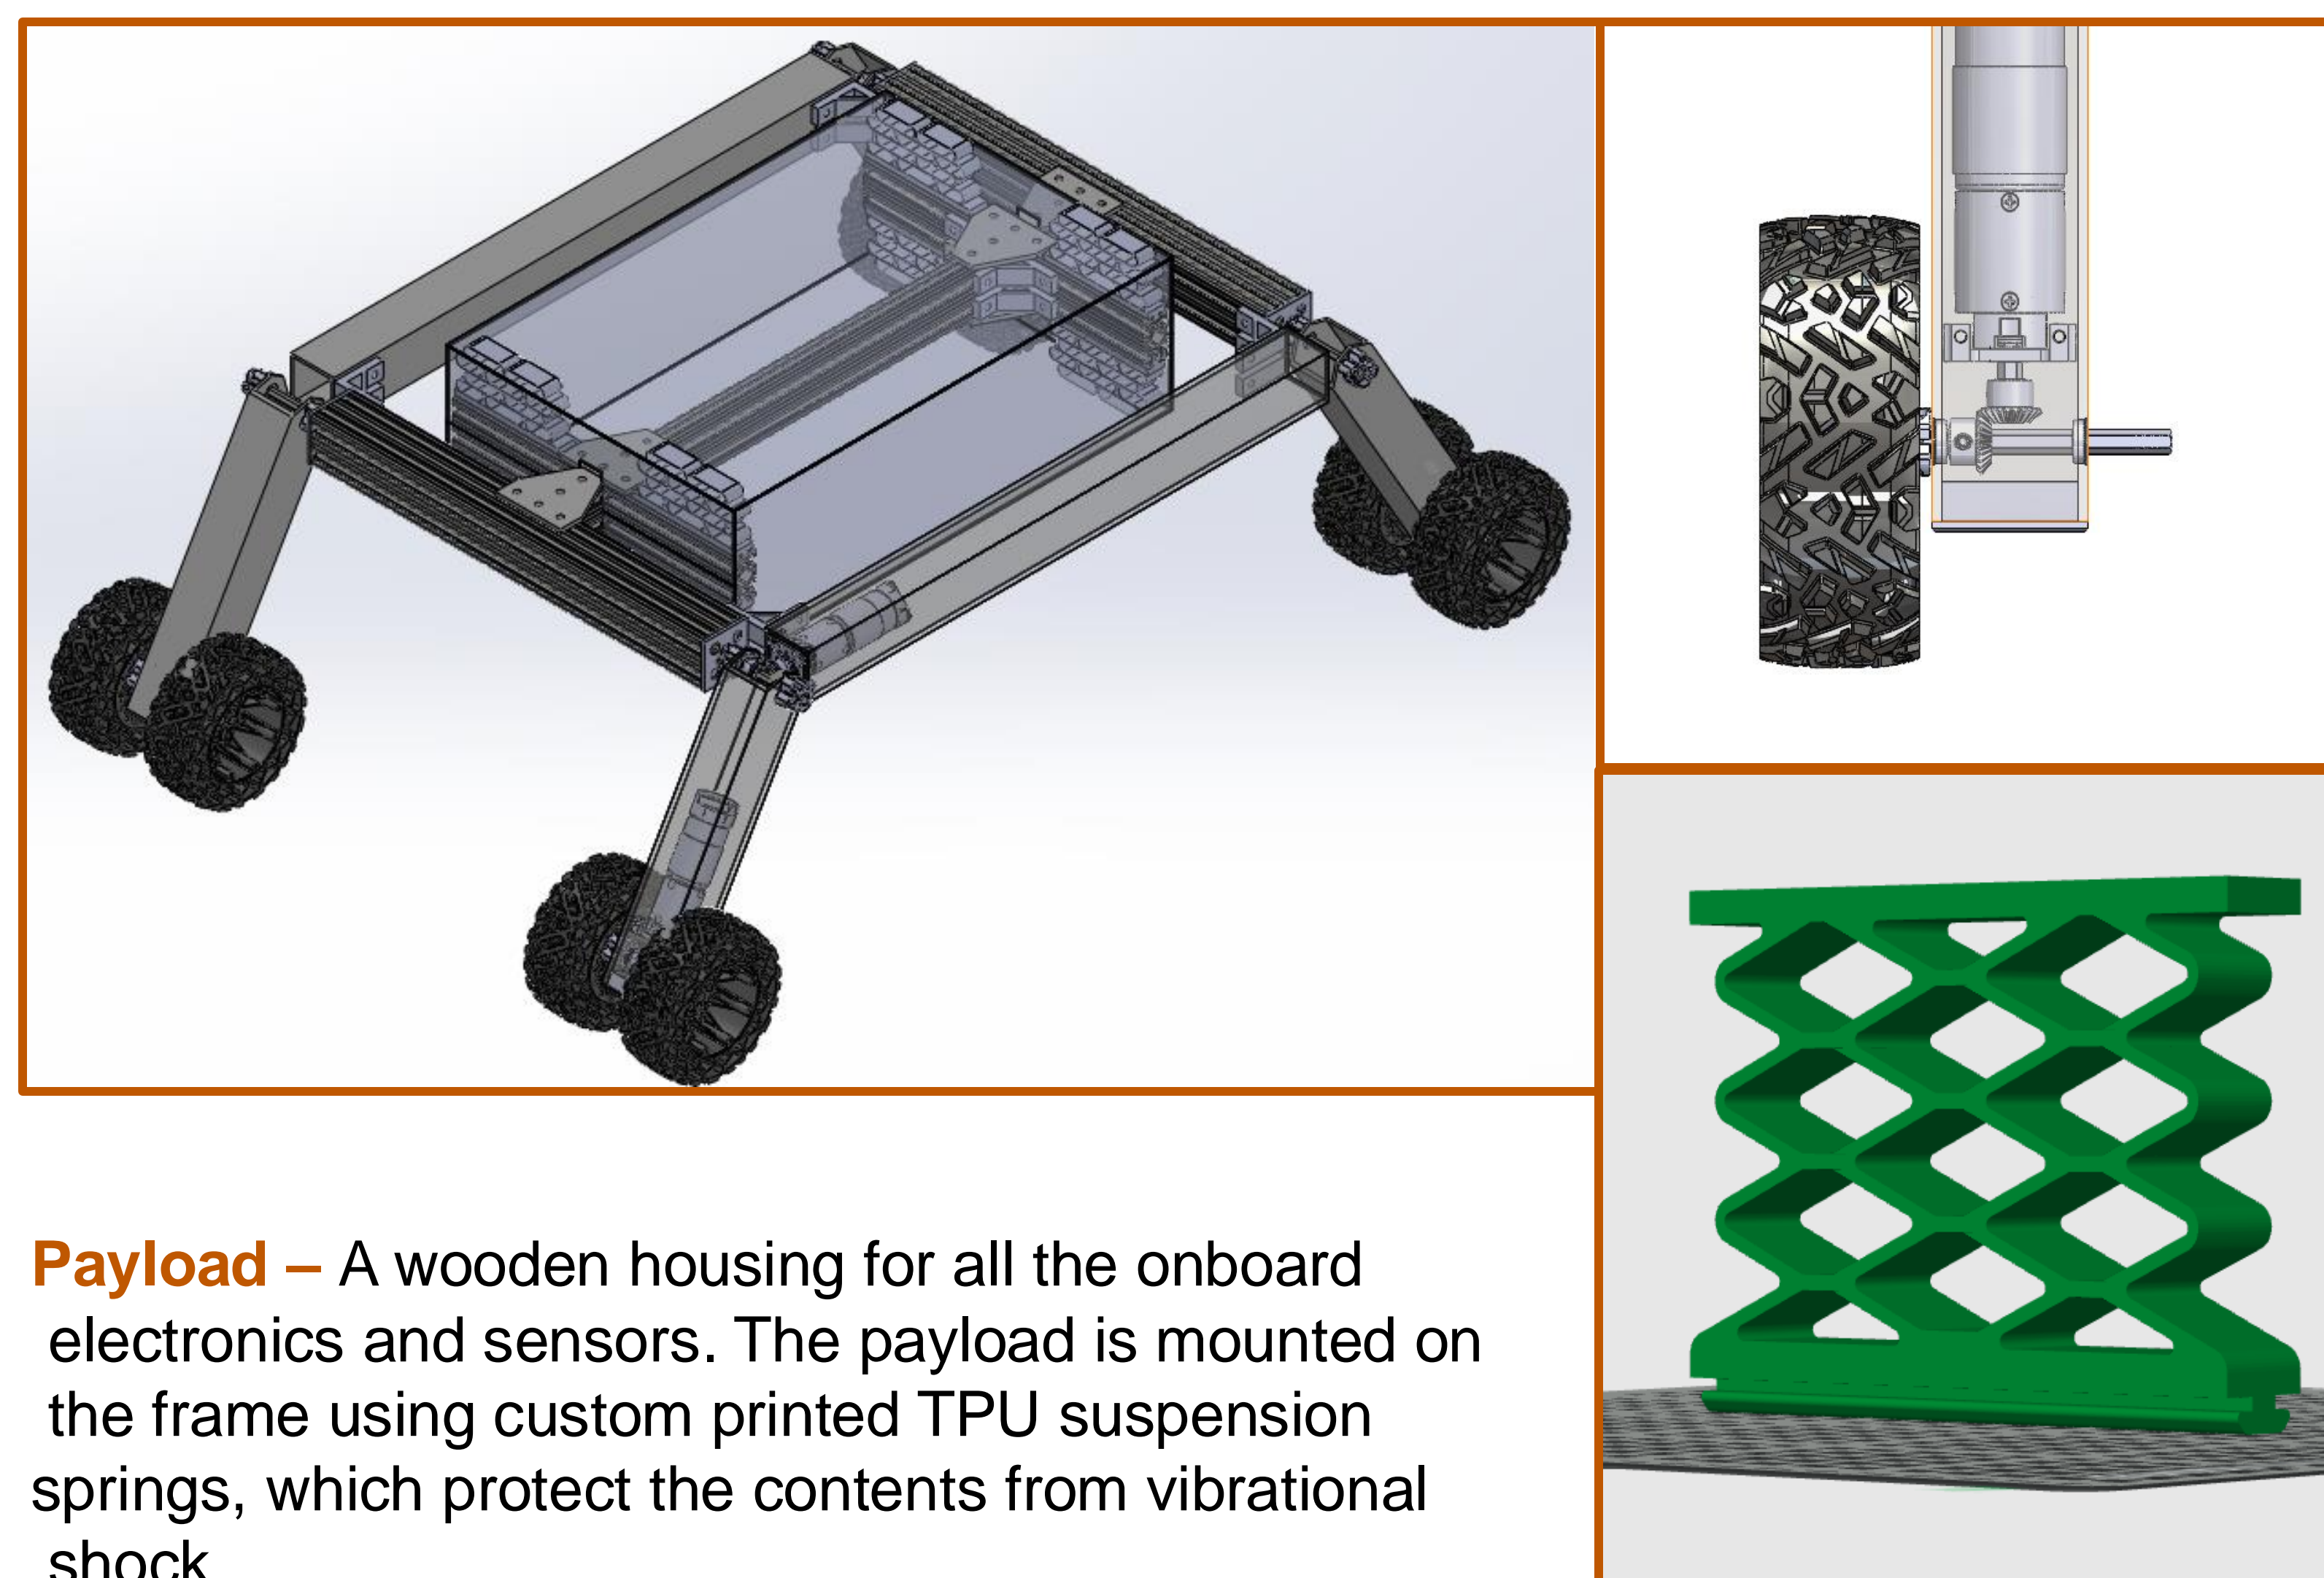 Payload – A wooden housing for all the onboard
electronics and sensors. The payload is mounted on
the frame using custom printed TPU suspension
springs, which protect the contents from vibrational
shock